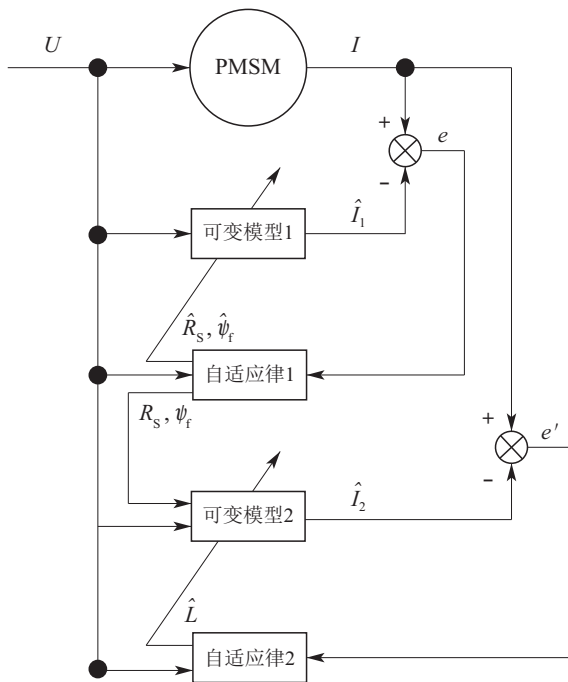 U
PMSM
I
+
e
-
可变模型1
Î₁
R̂ₛ, ψ̂f
自适应律1
Rₛ, ψf
+
e′
-
可变模型2
Î₂
L̂
自适应律2